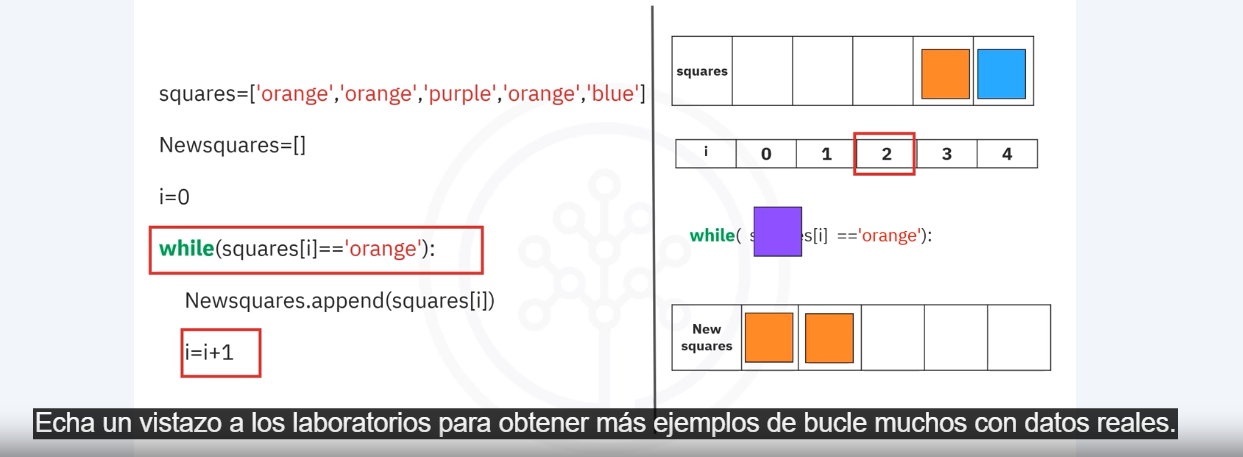 squares=['orange','orange','purple','orange','blue']
Newsquares=[]
i=0
while(squares[i]=='orange'):
Newsquares.append(squares[i])
i=i+1
squares
i 0 1 2 3 4
while( s[i] =='orange'):
New
squares
Echa un vistazo a los laboratorios para obtener más ejemplos de bucle muchos con datos reales.